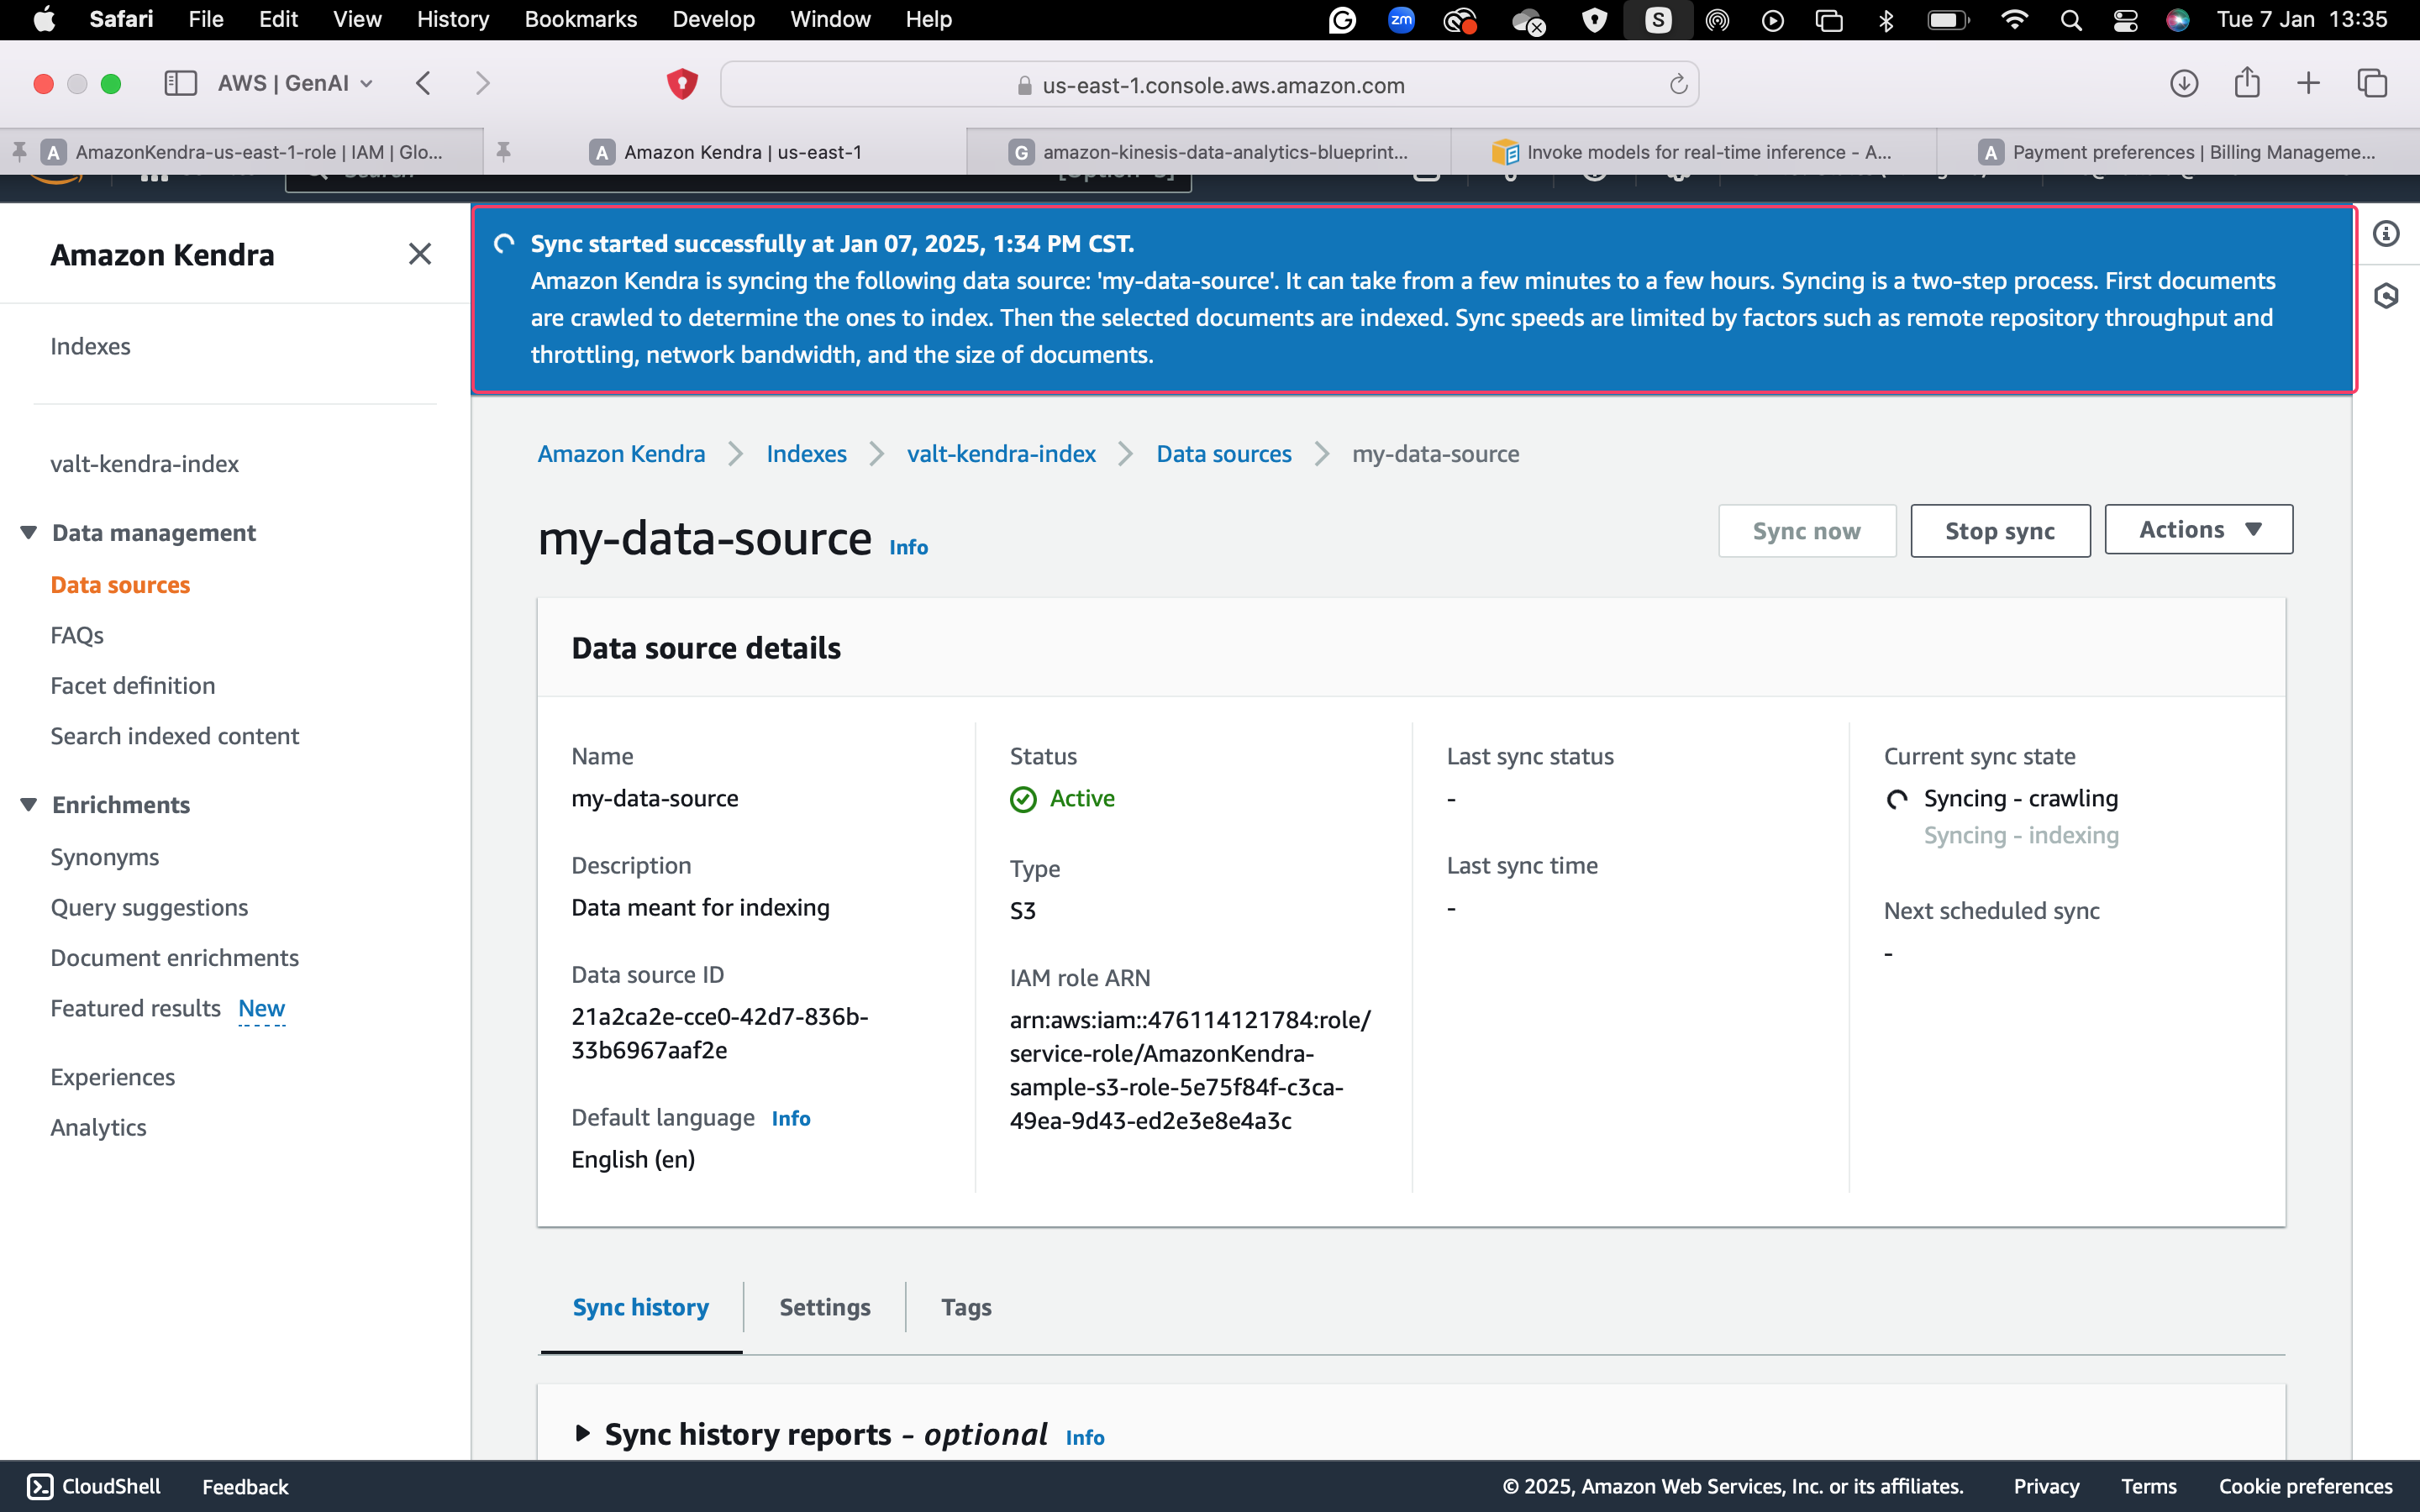 Safari File Edit View History Bookmarks Develop Window Help zm S Tue 7 Jan 13:35
AWS | GenAI us-east-1.console.aws.amazon.com
A AmazonKendra-us-east-1-role | IAM | Glo... A Amazon Kendra | us-east-1 G amazon-kinesis-data-analytics-blueprint... Invoke models for real-time inference - A... A Payment preferences | Billing Manageme...
Amazon Kendra
Indexes
valt-kendra-index
Data management
Data sources
FAQs
Facet definition
Search indexed content
Enrichments
Synonyms
Query suggestions
Document enrichments
Featured results New
Experiences
Analytics
Sync started successfully at Jan 07, 2025, 1:34 PM CST.
Amazon Kendra is syncing the following data source: 'my-data-source'. It can take from a few minutes to a few hours. Syncing is a two-step process. First documents
are crawled to determine the ones to index. Then the selected documents are indexed. Sync speeds are limited by factors such as remote repository throughput and
throttling, network bandwidth, and the size of documents.
Amazon Kendra Indexes valt-kendra-index Data sources my-data-source
my-data-source Info
Sync now Stop sync Actions
Data source details
Name
my-data-source
Description
Data meant for indexing
Data source ID
21a2ca2e-cce0-42d7-836b-
33b6967aaf2e
Default language Info
English (en)
Status
Active
Type
S3
IAM role ARN
arn:aws:iam::476114121784:role/
service-role/AmazonKendra-
sample-s3-role-5e75f84f-c3ca-
49ea-9d43-ed2e3e8e4a3c
Last sync status
-
Last sync time
-
Current sync state
Syncing - crawling
Syncing - indexing
Next scheduled sync
-
Sync history Settings Tags
Sync history reports - optional Info
CloudShell Feedback © 2025, Amazon Web Services, Inc. or its affiliates. Privacy Terms Cookie preferences